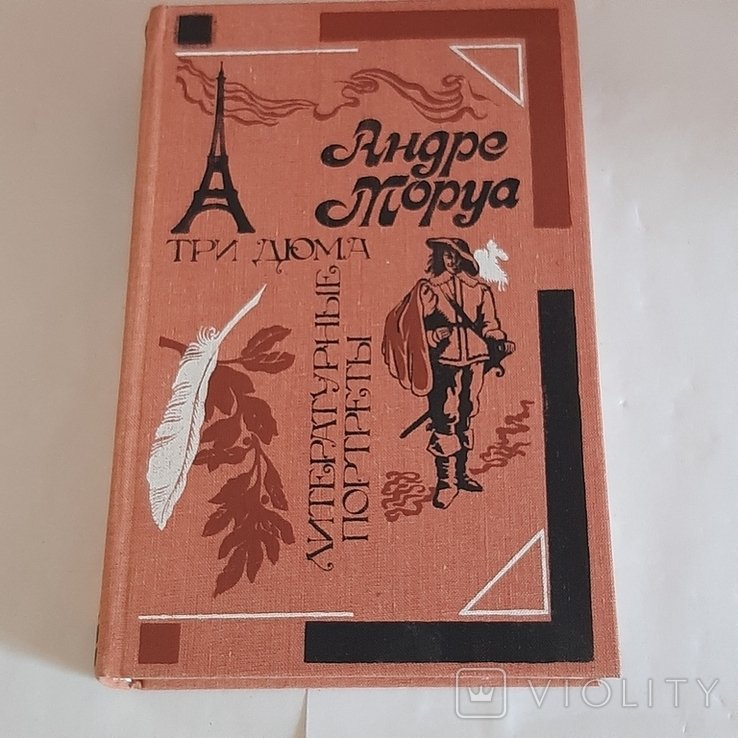 Андре
Моруа
ТРИ ДЮМА
ЛИТЕРАТУРНЫЕ
ПОРТРЕТЫ
VIOLITY